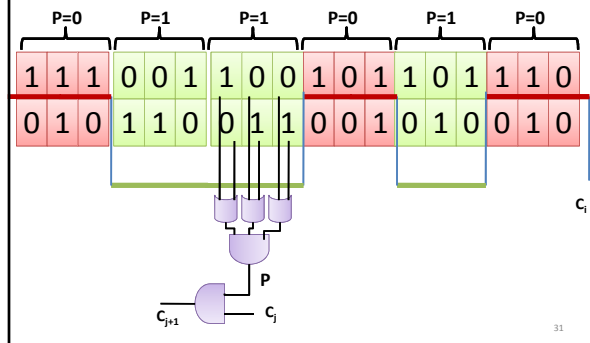 P=0 P=1 P=1 P=0 P=1 P=0
1 1 1 0 0 1 1 0 0 1 0 1 1 0 1 1 1 0
0 1 0 1 1 0 0 1 1 0 0 1 0 1 0 0 1 0
Ci
P
Cj+1 Cj
31